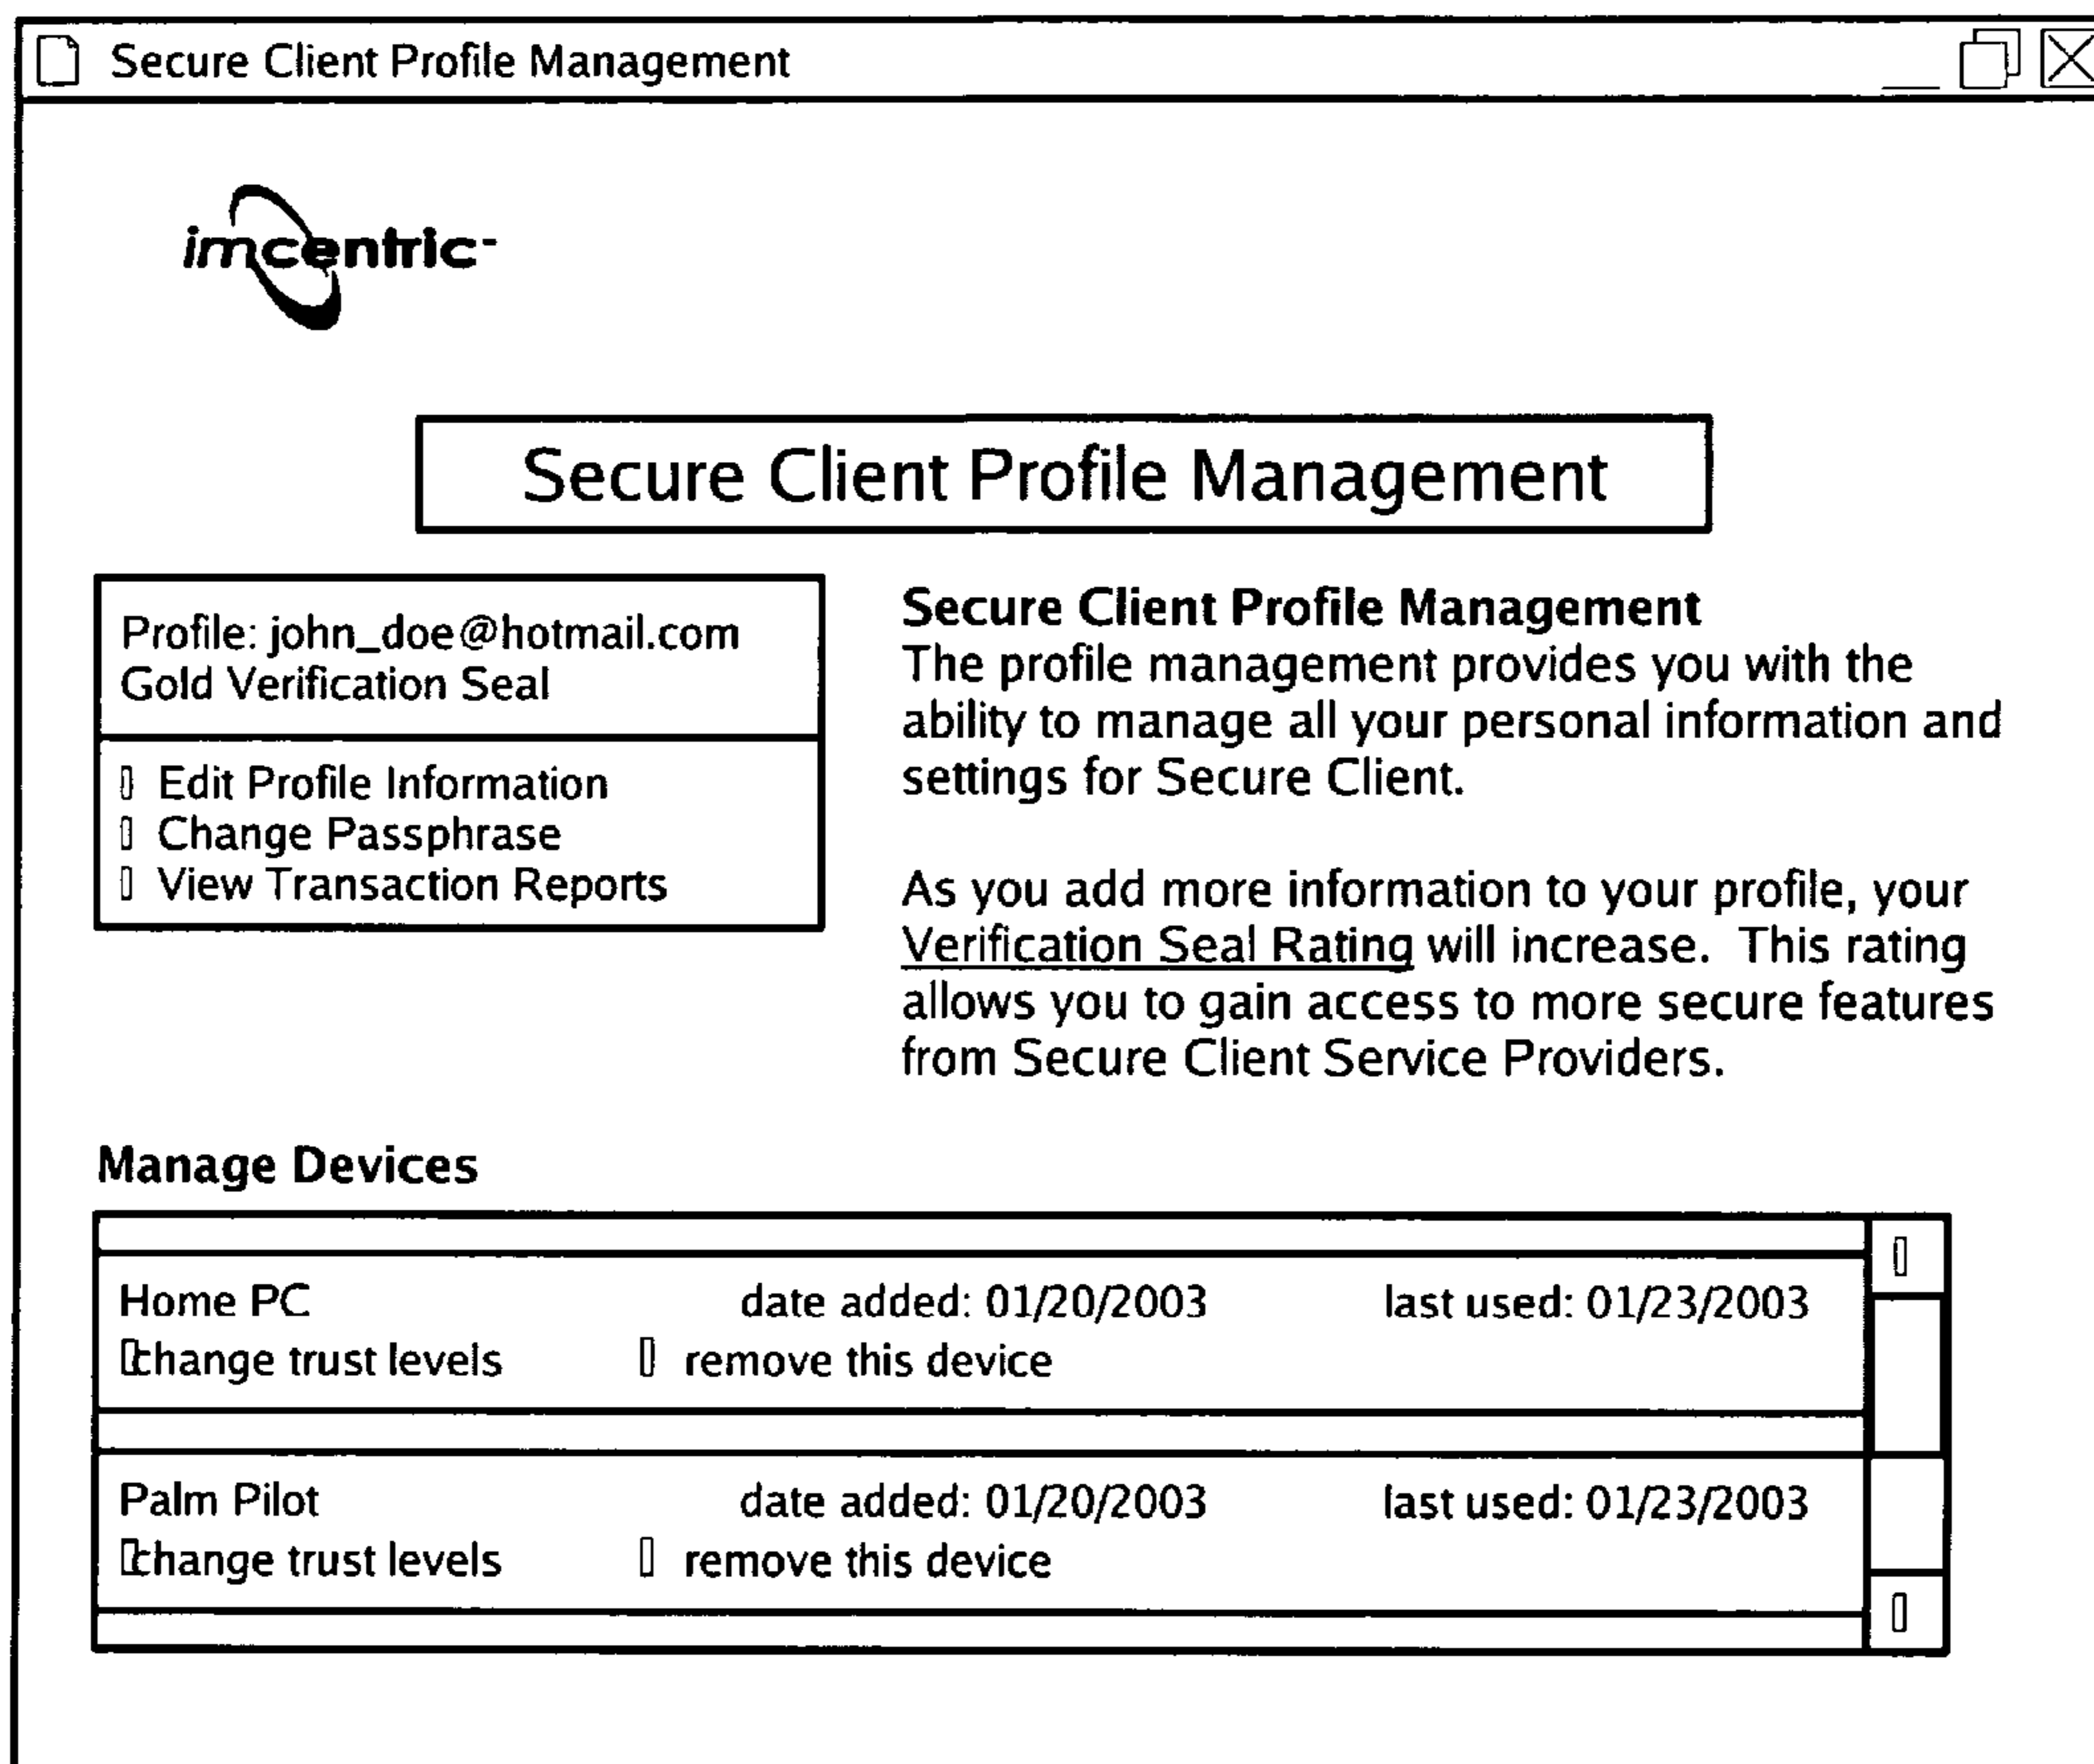 Secure Client Profile Management
imcentric
Secure Client Profile Management
Profile: john_doe@hotmail.com
Gold Verification Seal
Edit Profile Information
Change Passphrase
View Transaction Reports
Secure Client Profile Management
The profile management provides you with the
ability to manage all your personal information and
settings for Secure Client.
As you add more information to your profile, your
Verification Seal Rating will increase. This rating
allows you to gain access to more secure features
from Secure Client Service Providers.
Manage Devices
Home PC date added: 01/20/2003 last used: 01/23/2003
change trust levels remove this device
Palm Pilot date added: 01/20/2003 last used: 01/23/2003
change trust levels remove this device